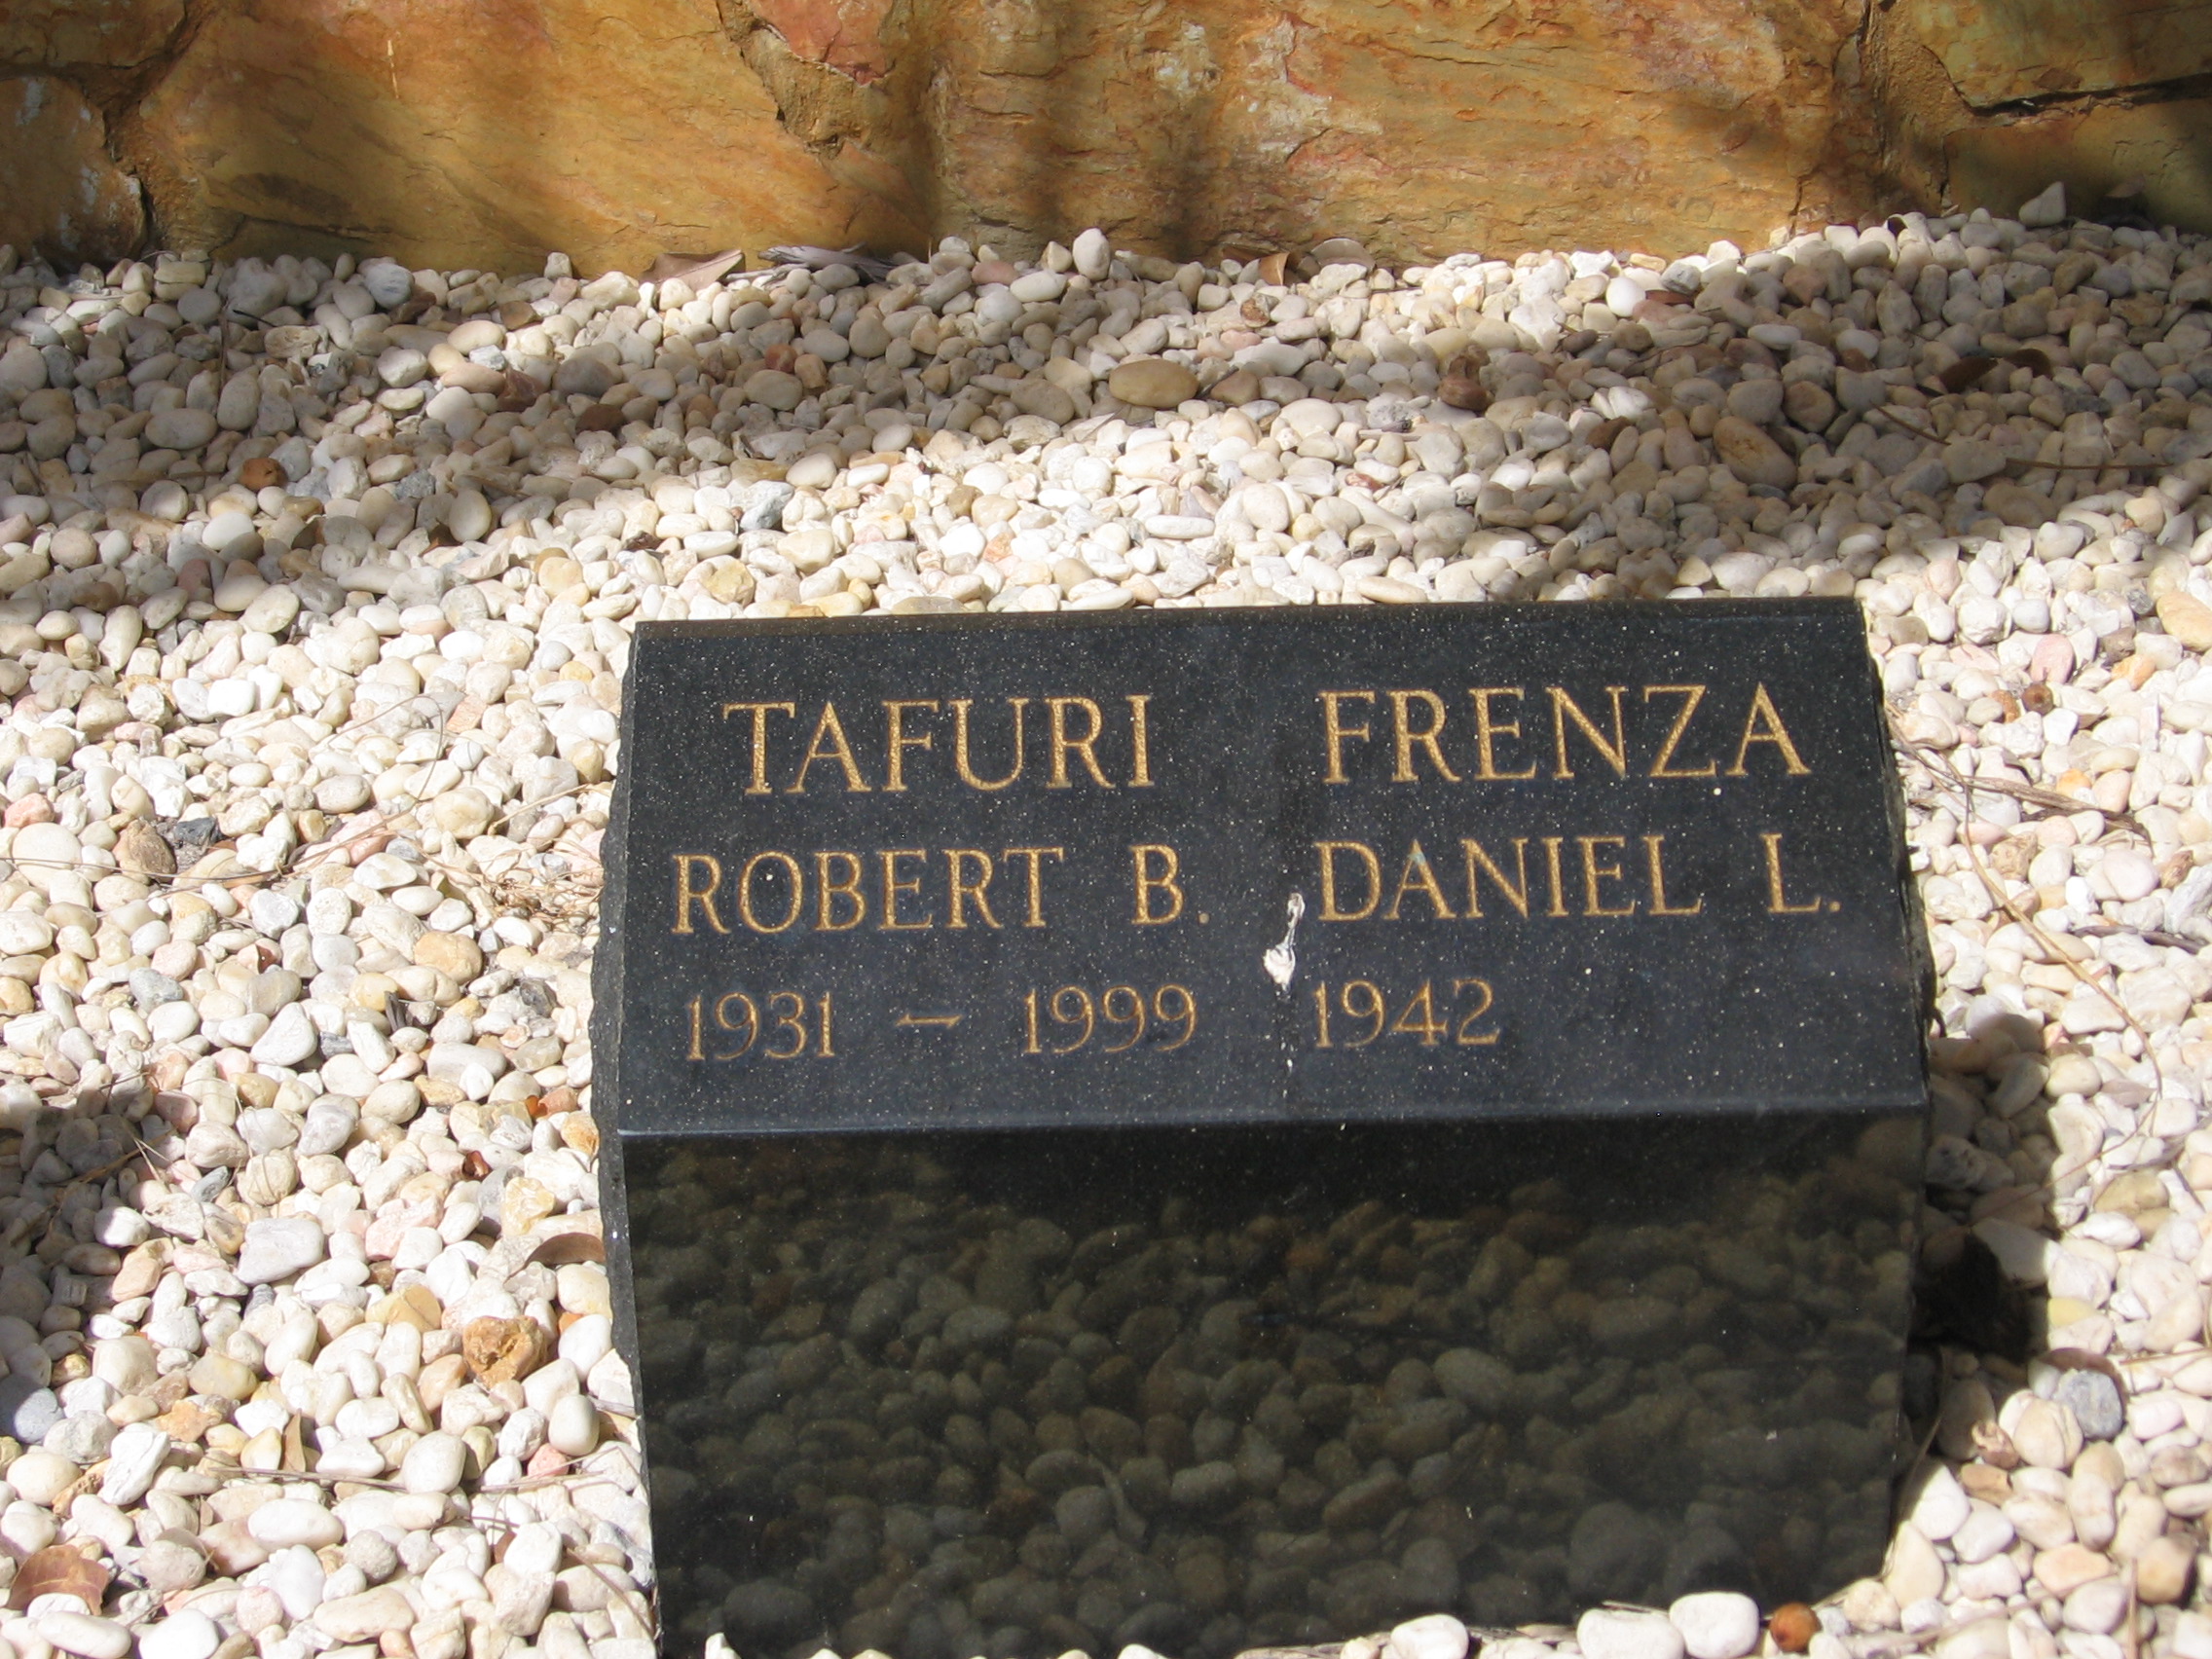 TAFURI FRENZA
ROBERT B. DANIEL L.
1931 – 1999 1942